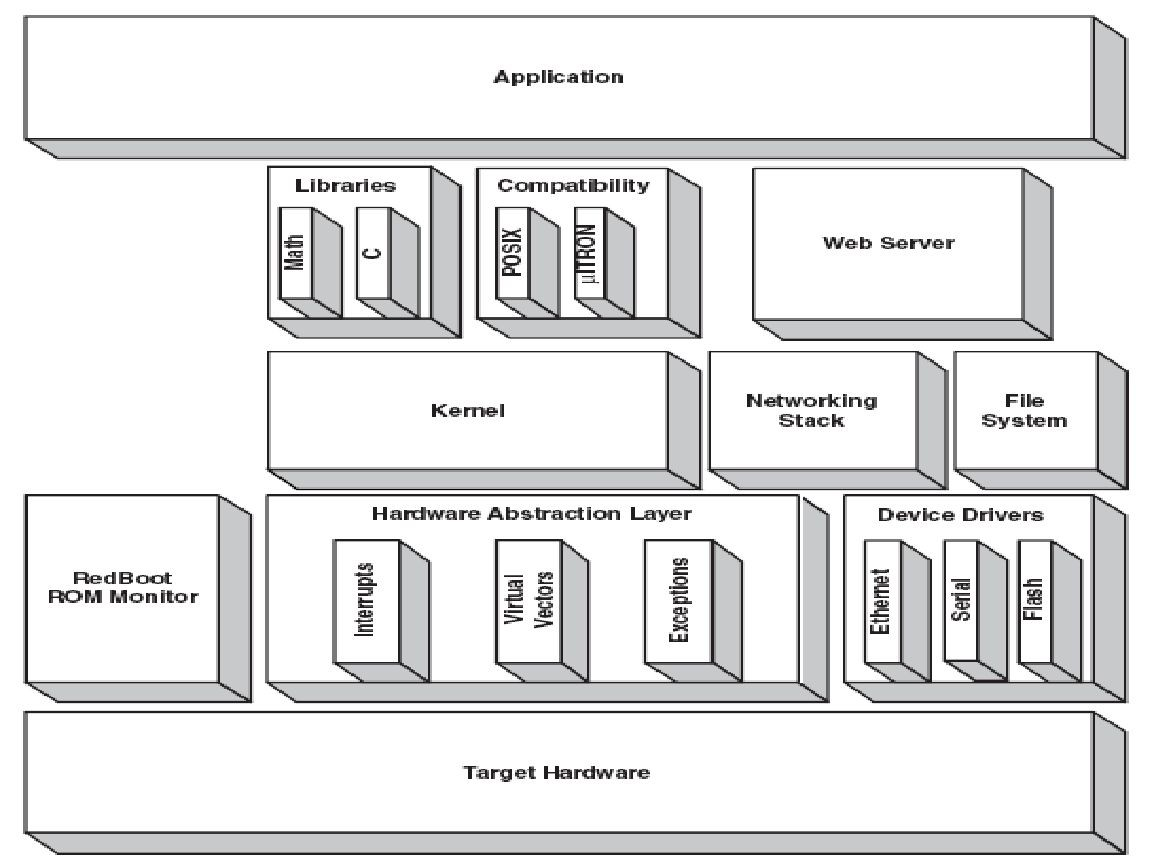 Application
Libraries
Math
C
Compatibility
POSIX
µITRON
Web Server
Kernel
Networking
Stack
File
System
RedBoot
ROM Monitor
Hardware Abstraction Layer
Interrupts
Virtual
Vectors
Exceptions
Device Drivers
Ethernet
Serial
Flash
Target Hardware